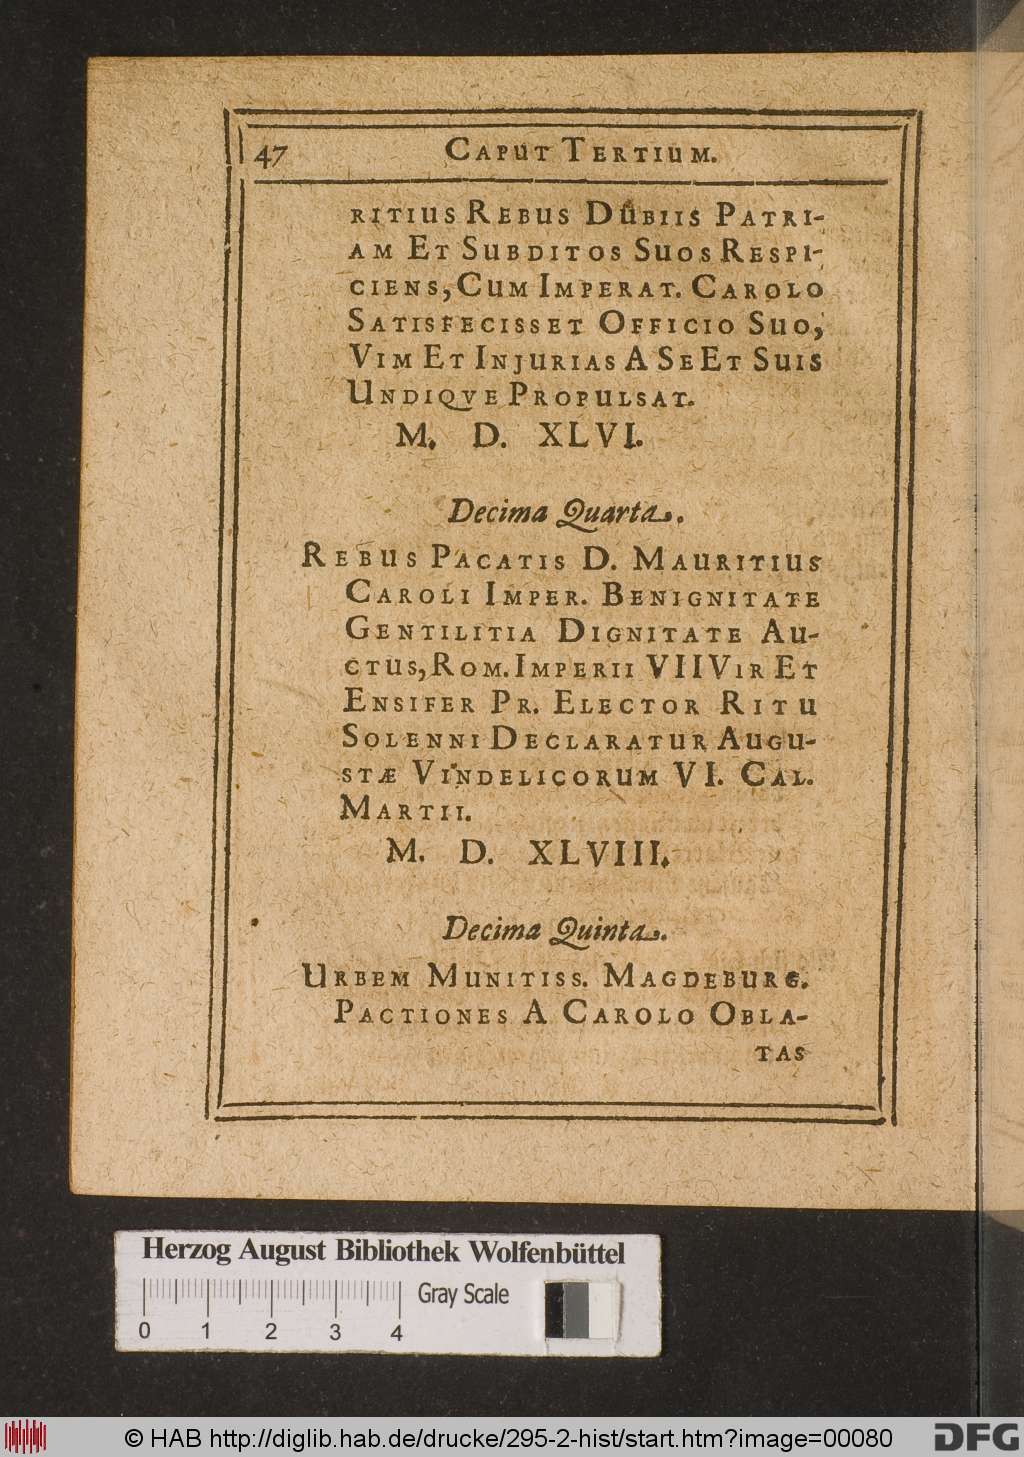 47 CAPUT TERTIUM.
RITIUS REBUS DUBIIS PATRI-
AM ET SUBDITOS SUOS RESPI-
CIENS, CUM IMPERAT. CAROLO
SATISFECISSET OFFICIO SUO,
VIM ET INJURIAS A SE ET SUIS
UNDIQVE PROPULSAT.
M. D. XLVI.
Decima Quarta.
REBUS PACATIS D. MAURITIUS
CAROLI IMPER. BENIGNITATE
GENTILITIA DIGNITATE AU-
CTUS, ROM. IMPERII VIIVIR ET
ENSIFER PR. ELECTOR RITU
SOLENNI DECLARATUR AUGU-
STÆ VINDELICORUM VI. CAL.
MARTII.
M. D. XLVIII.
Decima Quinta.
URBEM MUNITISS. MAGDEBURG.
PACTIONES A CAROLO OBLA-
TAS
Herzog August Bibliothek Wolfenbüttel
Gray Scale
0 1 2 3 4
© HAB http://diglib.hab.de/drucke/295-2-hist/start.htm?image=00080
DFG